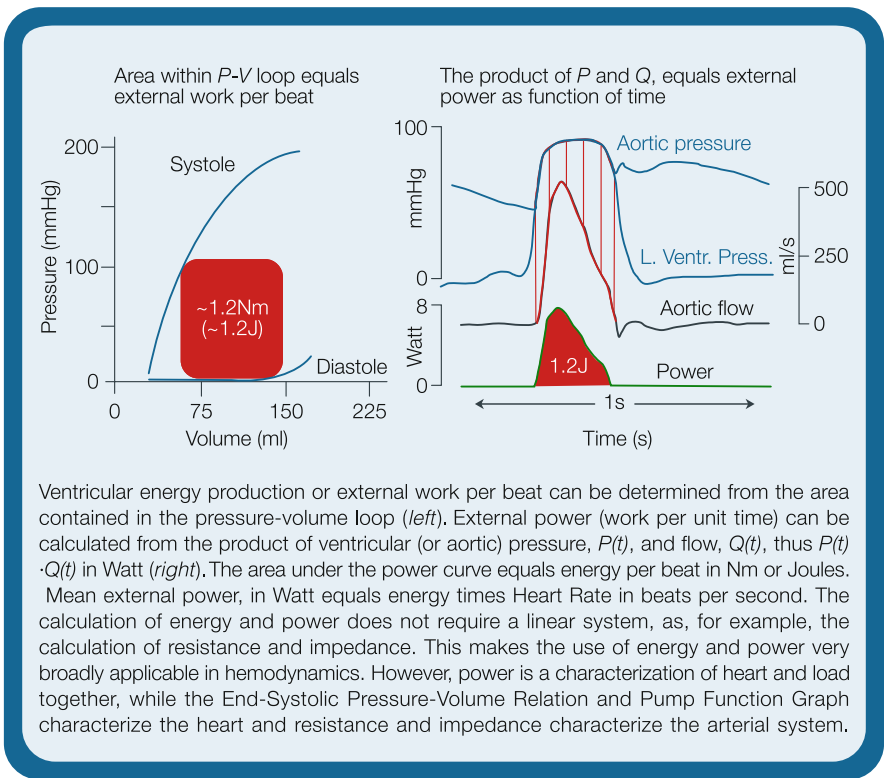 Area within P-V loop equals
external work per beat
The product of P and Q, equals external
power as function of time
200
100
0
Pressure (mmHg)
Systole
~1.2Nm
(~1.2J)
Diastole
0
75
150
225
Volume (ml)
100
0
mmHg
Aortic pressure
500
250
0
ml/s
L. Ventr. Press.
8
0
Watt
Aortic flow
1.2J
Power
1s
Time (s)
Ventricular energy production or external work per beat can be determined from the area
contained in the pressure-volume loop (left). External power (work per unit time) can be
calculated from the product of ventricular (or aortic) pressure, P(t), and flow, Q(t), thus P(t)
·Q(t) in Watt (right). The area under the power curve equals energy per beat in Nm or Joules.
Mean external power, in Watt equals energy times Heart Rate in beats per second. The
calculation of energy and power does not require a linear system, as, for example, the
calculation of resistance and impedance. This makes the use of energy and power very
broadly applicable in hemodynamics. However, power is a characterization of heart and load
together, while the End-Systolic Pressure-Volume Relation and Pump Function Graph
characterize the heart and resistance and impedance characterize the arterial system.